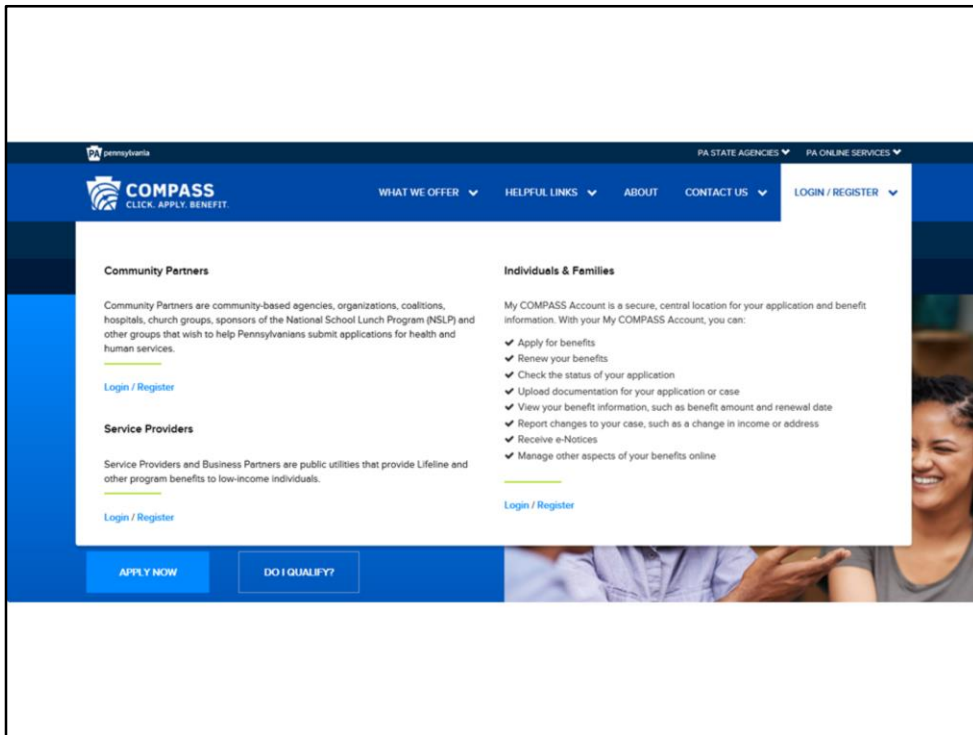 PA pennsylvania
PA STATE AGENCIES
PA ONLINE SERVICES
COMPASS
CLICK. APPLY. BENEFIT.
WHAT WE OFFER
HELPFUL LINKS
ABOUT
CONTACT US
LOGIN / REGISTER
Community Partners
Community Partners are community-based agencies, organizations, coalitions,
hospitals, church groups, sponsors of the National School Lunch Program (NSLP) and
other groups that wish to help Pennsylvanians submit applications for health and
human services.
Login / Register
Service Providers
Service Providers and Business Partners are public utilities that provide Lifeline and
other program benefits to low-income individuals.
Login / Register
Individuals & Families
My COMPASS Account is a secure, central location for your application and benefit
information. With your My COMPASS Account, you can:
✔ Apply for benefits
✔ Renew your benefits
✔ Check the status of your application
✔ Upload documentation for your application or case
✔ View your benefit information, such as benefit amount and renewal date
✔ Report changes to your case, such as a change in income or address
✔ Receive e-Notices
✔ Manage other aspects of your benefits online
Login / Register
APPLY NOW
DO I QUALIFY?